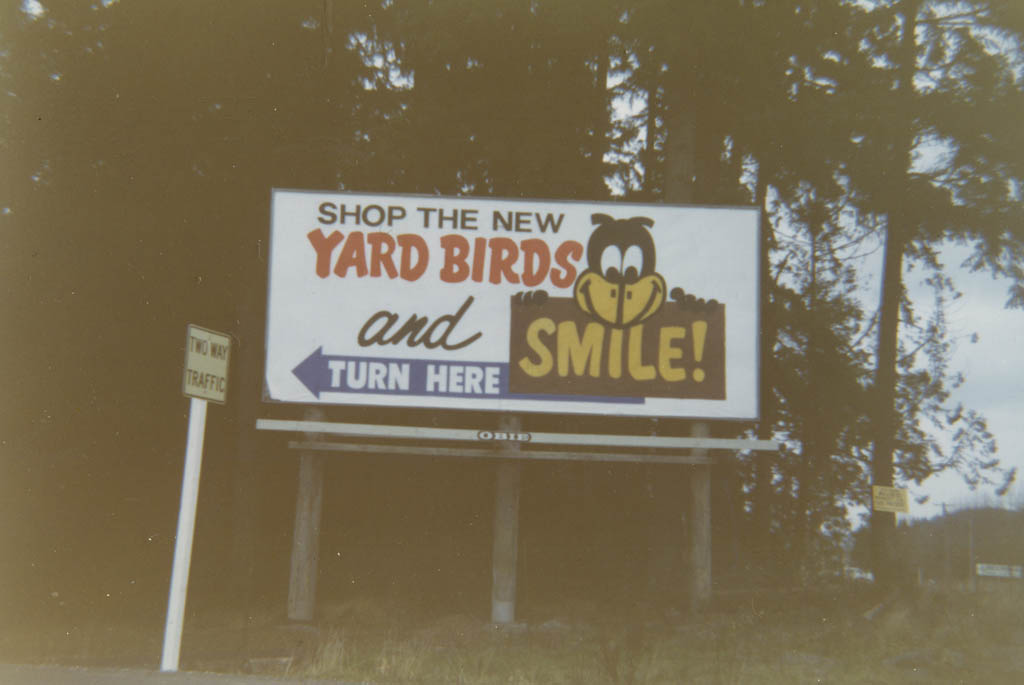 SHOP THE NEW
YARD BIRDS
and
SMILE!
TURN HERE
OBIE
TWO WAY
TRAFFIC